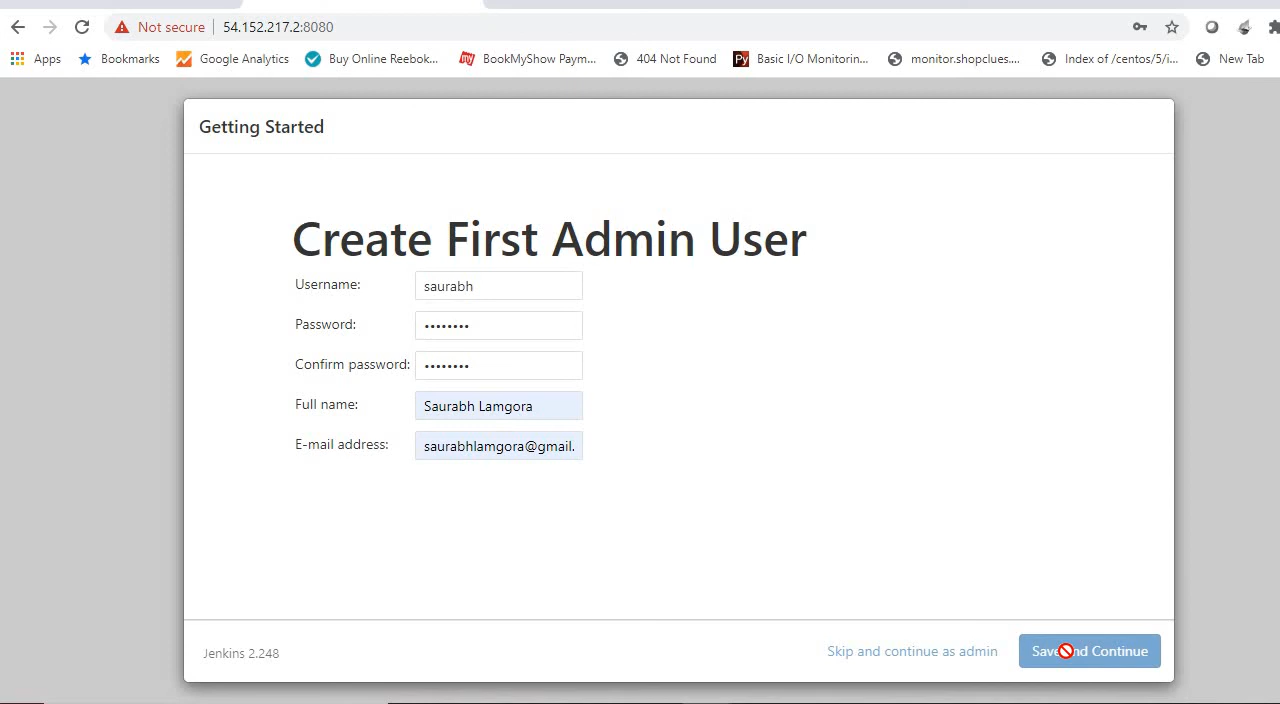 Not secure | 54.152.217.2:8080
Apps Bookmarks Google Analytics Buy Online Reebok... BookMyShow Paym... 404 Not Found Basic I/O Monitorin... monitor.shopclues.... Index of /centos/5/i... New Tab
Getting Started
Create First Admin User
Username: saurabh
Password: ••••••••
Confirm password: ••••••••
Full name: Saurabh Lamgora
E-mail address: saurabhlamgora@gmail.
Jenkins 2.248 Skip and continue as admin Save and Continue